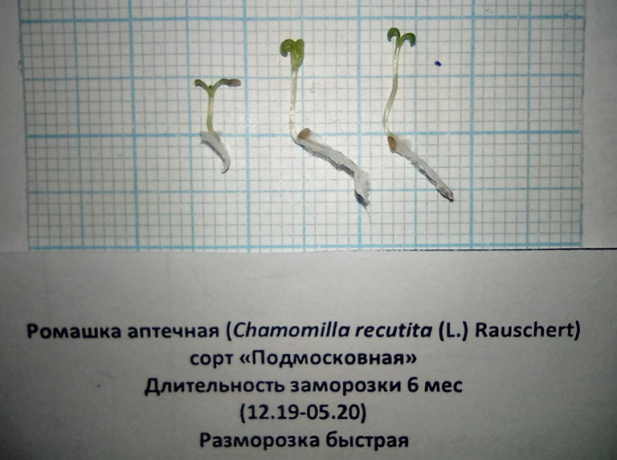 Ромашка аптечная (Chamomilla recutita (L.) Rauschert)
сорт «Подмосковная»
Длительность заморозки 6 мес
(12.19-05.20)
Разморозка быстрая